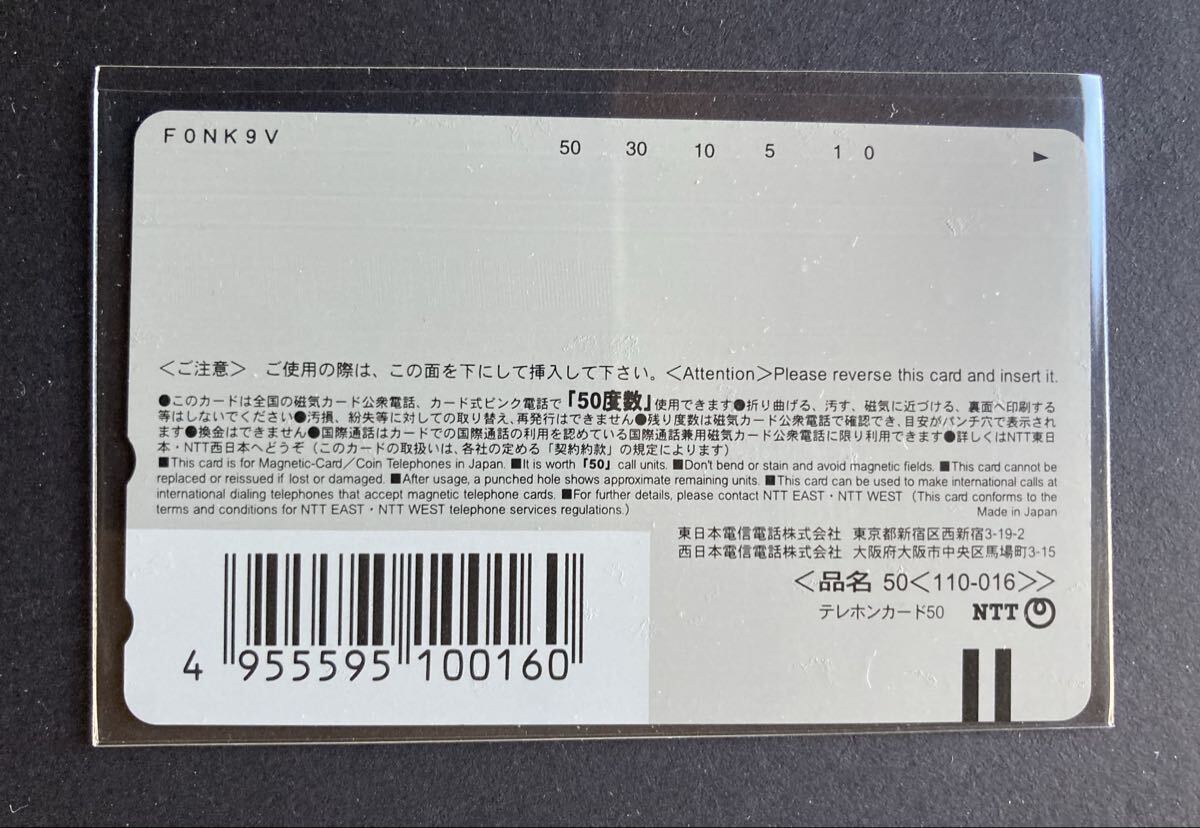 F0NK9V
50 30 10 5 1 0
＜ご注意＞ ご使用の際は、この面を下にして挿入して下さい。＜Attention＞Please reverse this card and insert it.
●このカードは全国の磁気カード公衆電話、カード式ピンク電話で「50度数」使用できます●折り曲げる、汚す、磁気に近づける、裏面へ印刷する
等はしないでください●汚損、紛失等に対しての取り替え、再発行はできません●残り度数は磁気カード公衆電話で確認でき、目安がパンチ穴で表示され
ます●換金はできません●国際通話はカードでの国際通話の利用を認めている国際通話兼用磁気カード公衆電話に限り利用できます●詳しくはNTT東日
本・NTT西日本へどうぞ（このカードの取扱いは、各社の定める「契約約款」の規定によります）
■This card is for Magnetic-Card／Coin Telephones in Japan. ■It is worth「50」call units. ■Don't bend or stain and avoid magnetic fields. ■This card cannot be
replaced or reissued if lost or damaged. ■After usage, a punched hole shows approximate remaining units. ■This card can be used to make international calls at
international dialing telephones that accept magnetic telephone cards. ■For further details, please contact NTT EAST・NTT WEST（This card conforms to the
terms and conditions for NTT EAST・NTT WEST telephone services regulations.）
Made in Japan
東日本電信電話株式会社 東京都新宿区西新宿3-19-2
西日本電信電話株式会社 大阪府大阪市中央区馬場町3-15
＜品名 50＜110-016＞＞
テレホンカード50 NTT
4 955595 100160